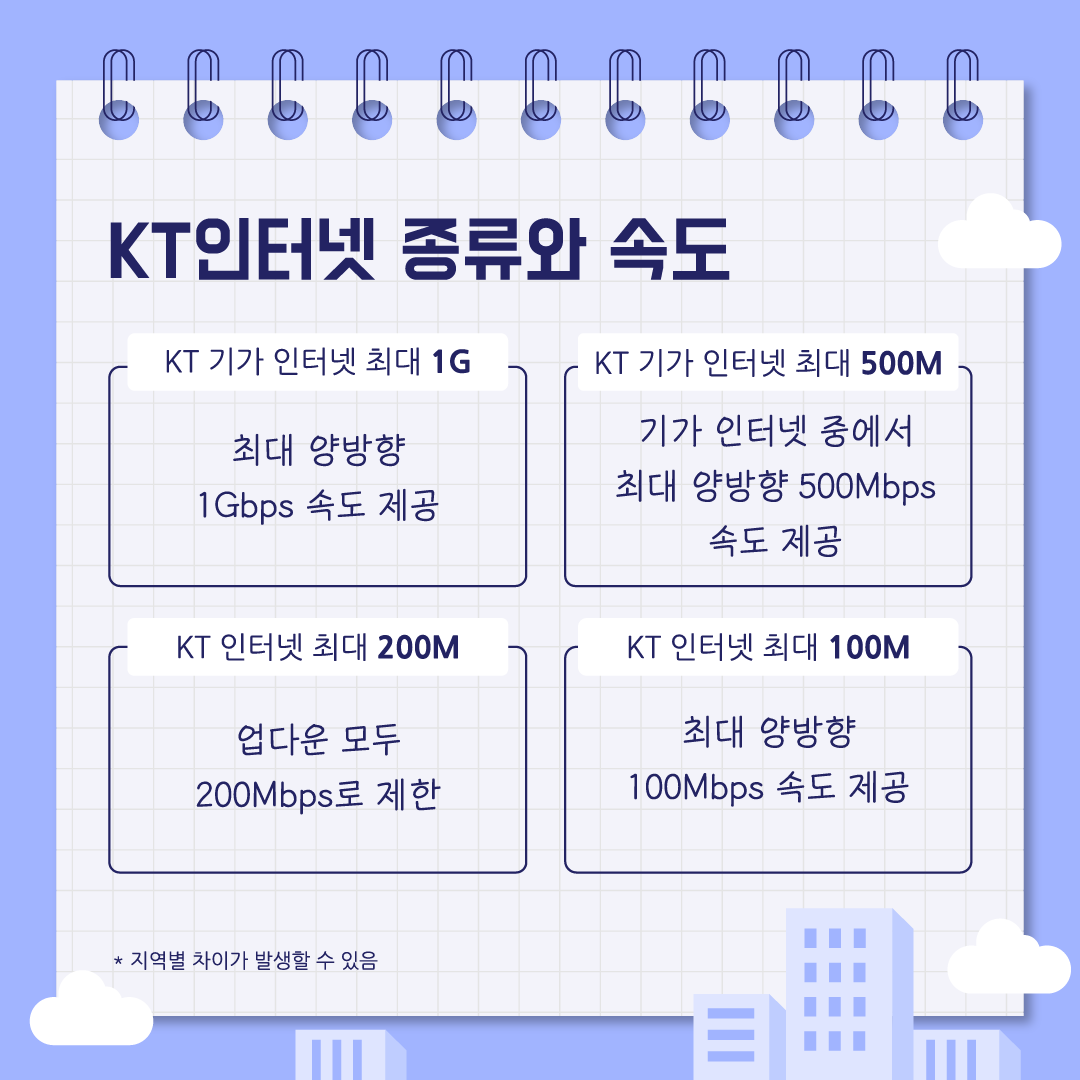 KT인터넷 종류와 속도
KT 기가 인터넷 최대 1G
최대 양방향
1Gbps 속도 제공
KT 기가 인터넷 최대 500M
기가 인터넷 중에서
최대 양방향 500Mbps
속도 제공
KT 인터넷 최대 200M
업다운 모두
200Mbps로 제한
KT 인터넷 최대 100M
최대 양방향
100Mbps 속도 제공
* 지역별 차이가 발생할 수 있음